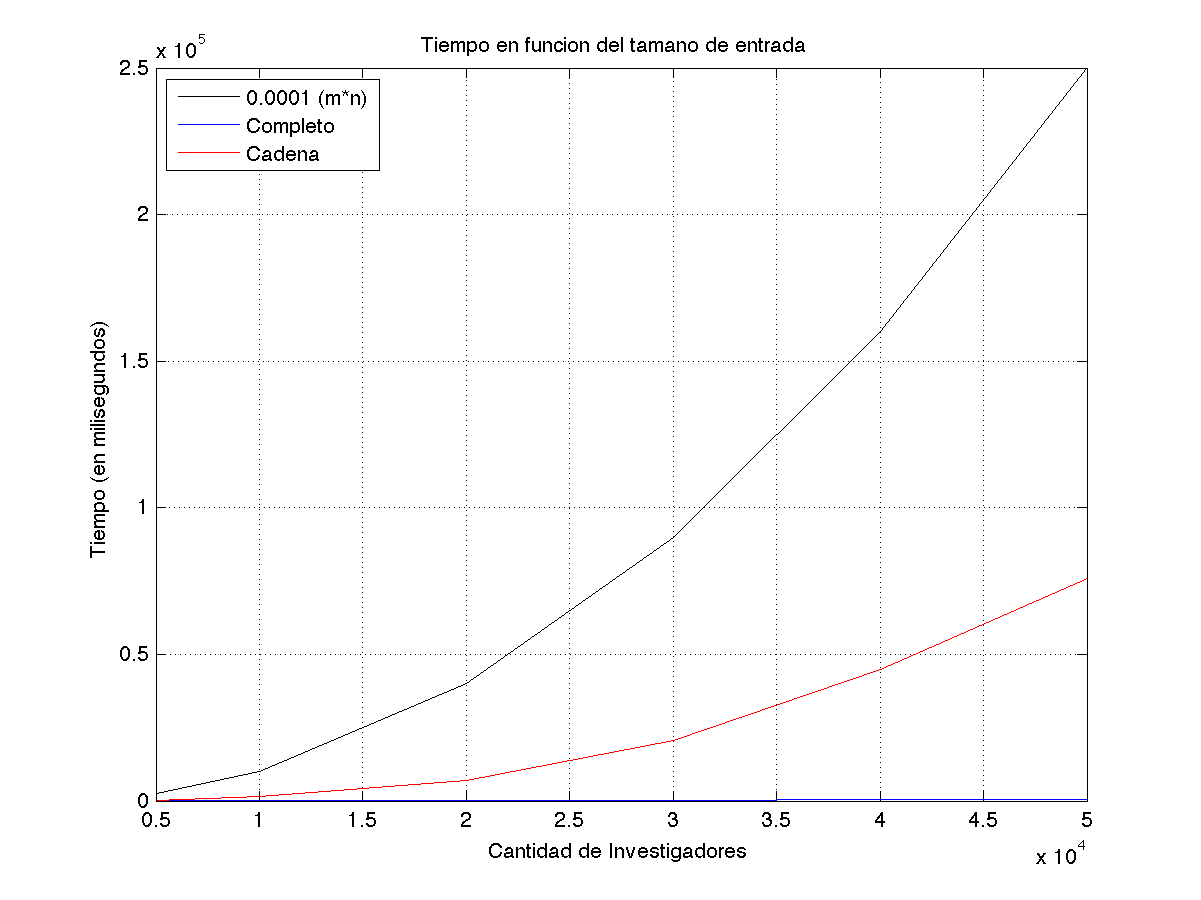 Tiempo en funcion del tamano de entrada
x 10^5
2.5
2
1.5
1
0.5
0
0.0001 (m*n)
Completo
Cadena
Tiempo (en milisegundos)
0.5 1 1.5 2 2.5 3 3.5 4 4.5 5
Cantidad de Investigadores
x 10^4